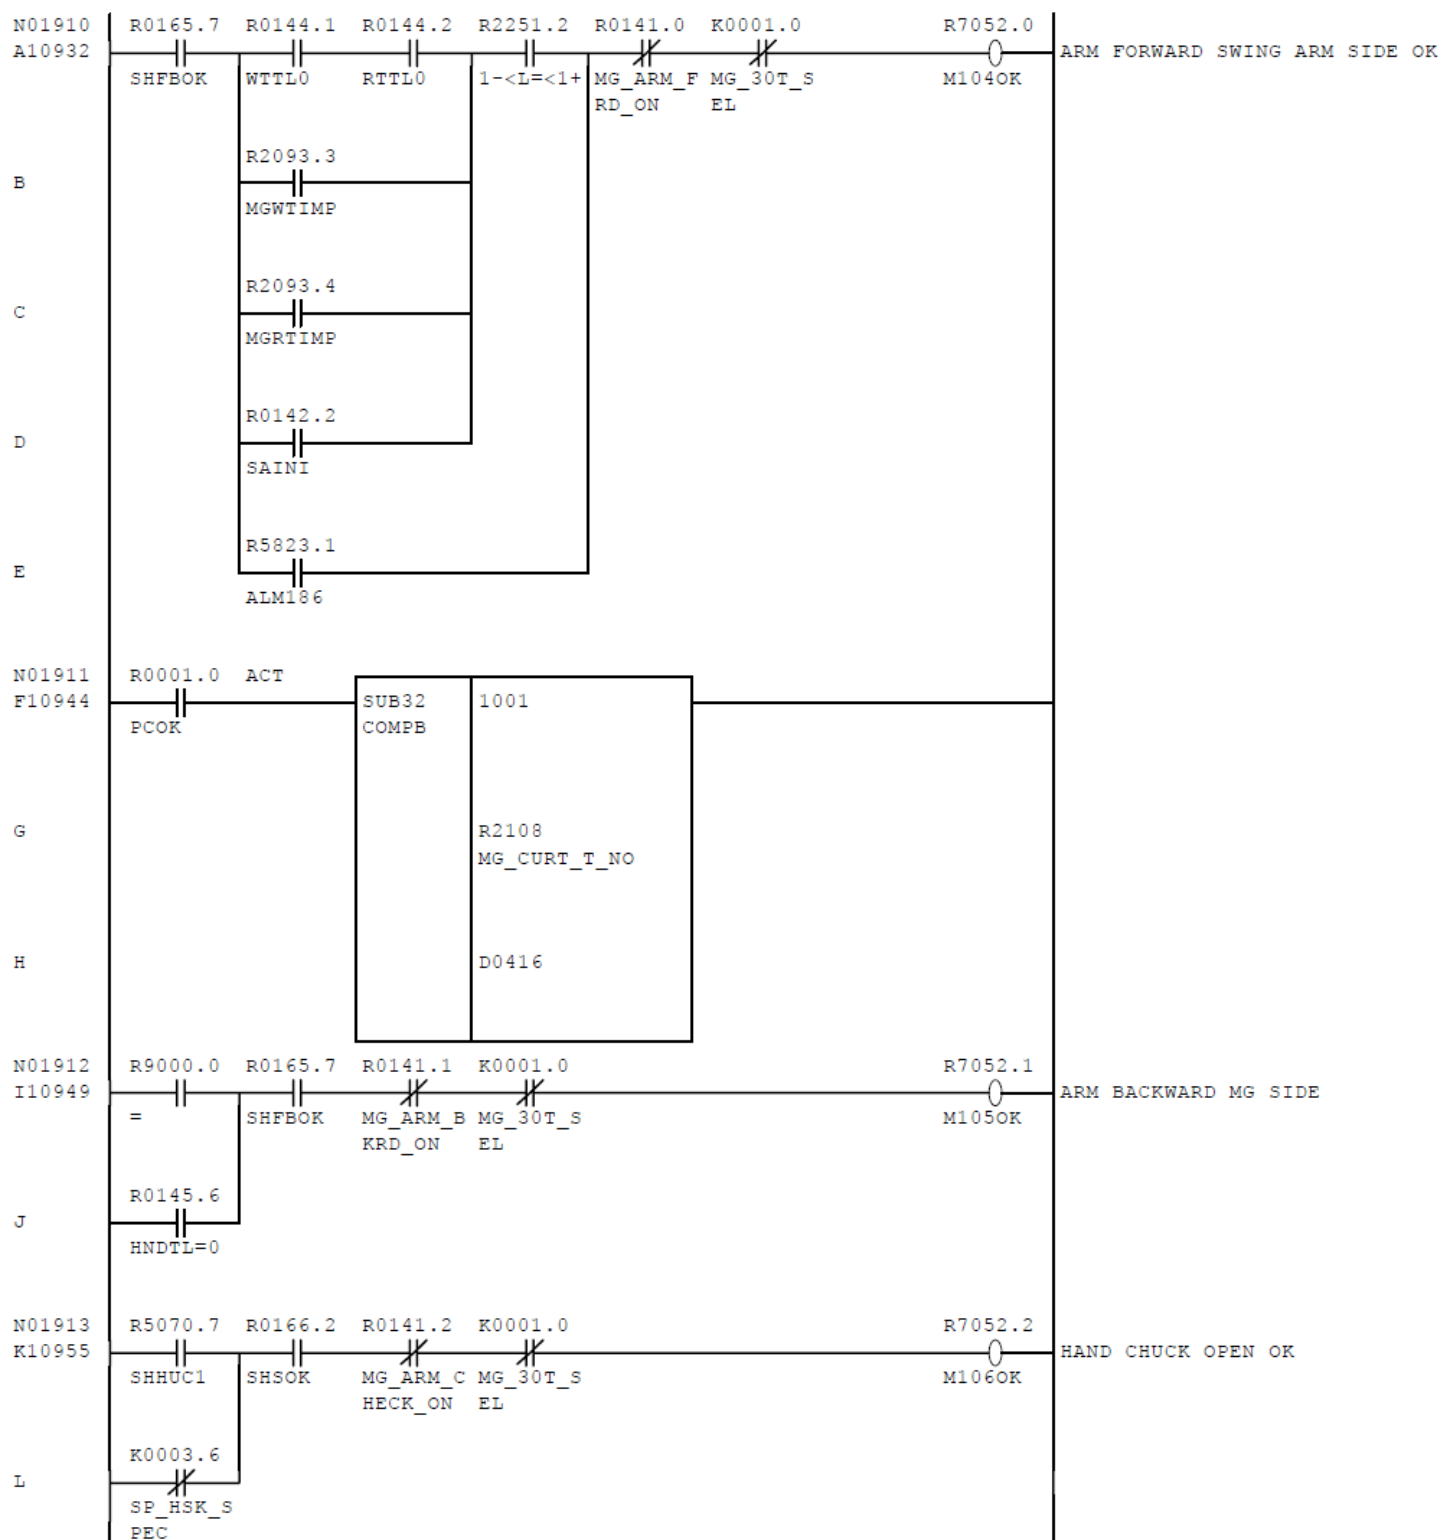 N01910 R0165.7 R0144.1 R0144.2 R2251.2 R0141.0 K0001.0 R7052.0
A10932 ARM FORWARD SWING ARM SIDE OK
SHFBOK WTTL0 RTTL0 1-<L=<1+ MG_ARM_F MG_30T_S M104OK
RD_ON EL
R2093.3
B
MGWTIMP
R2093.4
C
MGRTIMP
R0142.2
D
SAINI
R5823.1
E
ALM186
N01911 R0001.0 ACT
F10944 SUB32 1001
PCOK COMPB
G R2108
MG_CURT_T_NO
H D0416
N01912 R9000.0 R0165.7 R0141.1 K0001.0 R7052.1
I10949 ARM BACKWARD MG SIDE
= SHFBOK MG_ARM_B MG_30T_S M105OK
KRD_ON EL
R0145.6
J
HNDTL=0
N01913 R5070.7 R0166.2 R0141.2 K0001.0 R7052.2
K10955 HAND CHUCK OPEN OK
SHHUC1 SHSOK MG_ARM_C MG_30T_S M106OK
HECK_ON EL
K0003.6
L
SP_HSK_S
PEC